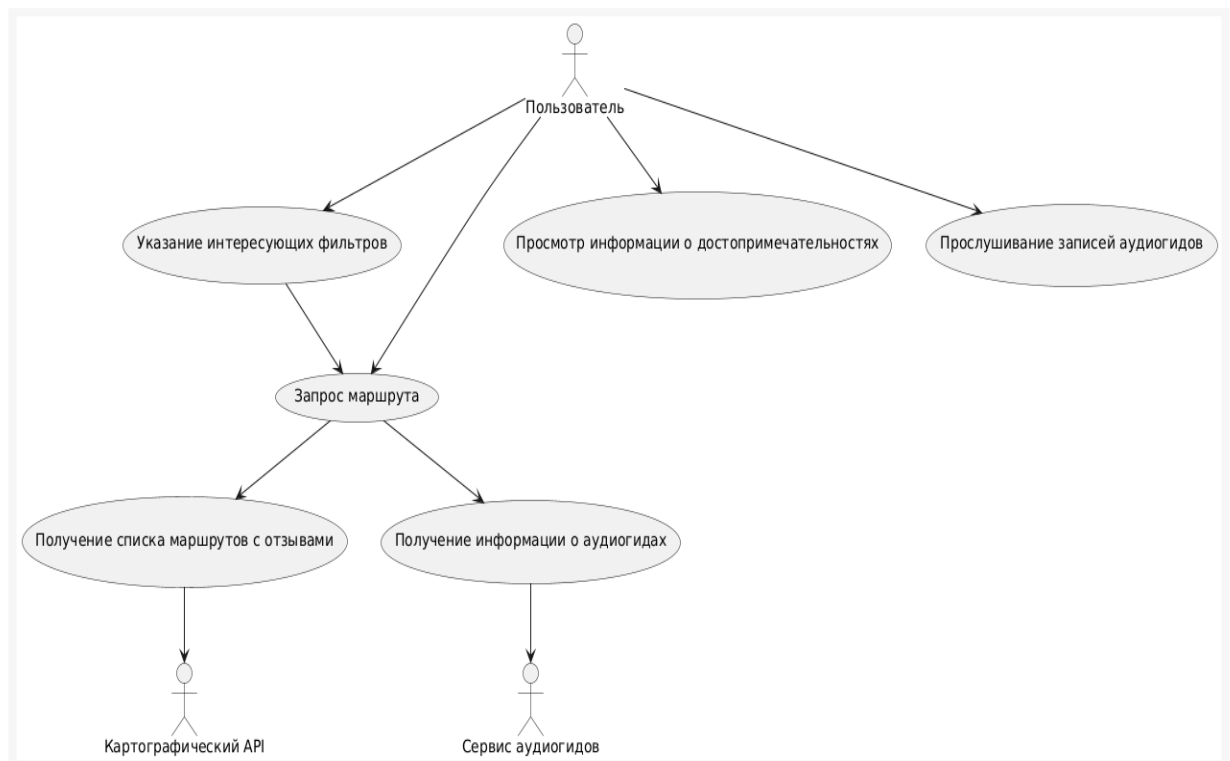 Пользователь
Указание интересующих фильтров
Просмотр информации о достопримечательностях
Прослушивание записей аудиогидов
Запрос маршрута
Получение списка маршрутов с отзывами
Получение информации о аудиогидах
Картографический API
Сервис аудиогидов